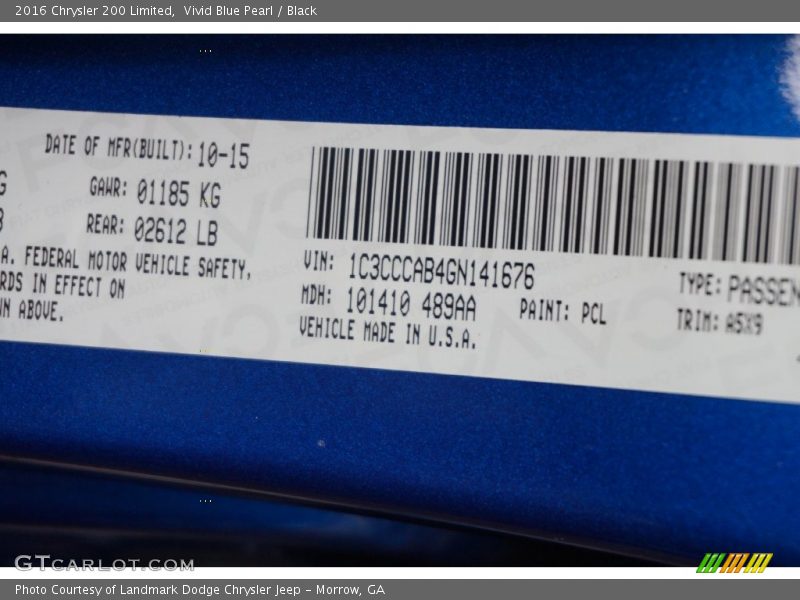 2016 Chrysler 200 Limited, Vivid Blue Pearl / Black
DATE OF MFR(BUILT): 10-15
GAWR: 01185 KG
REAR: 02612 LB
A. FEDERAL MOTOR VEHICLE SAFETY,
RDS IN EFFECT ON
N ABOVE.
VIN: 1C3CCCAB4GN141676
MDH: 101410 489AA
PAINT: PCL
VEHICLE MADE IN U.S.A.
TYPE: PASSEN
TRIM: A5X9
GTCARLOT.COM
Photo Courtesy of Landmark Dodge Chrysler Jeep – Morrow, GA